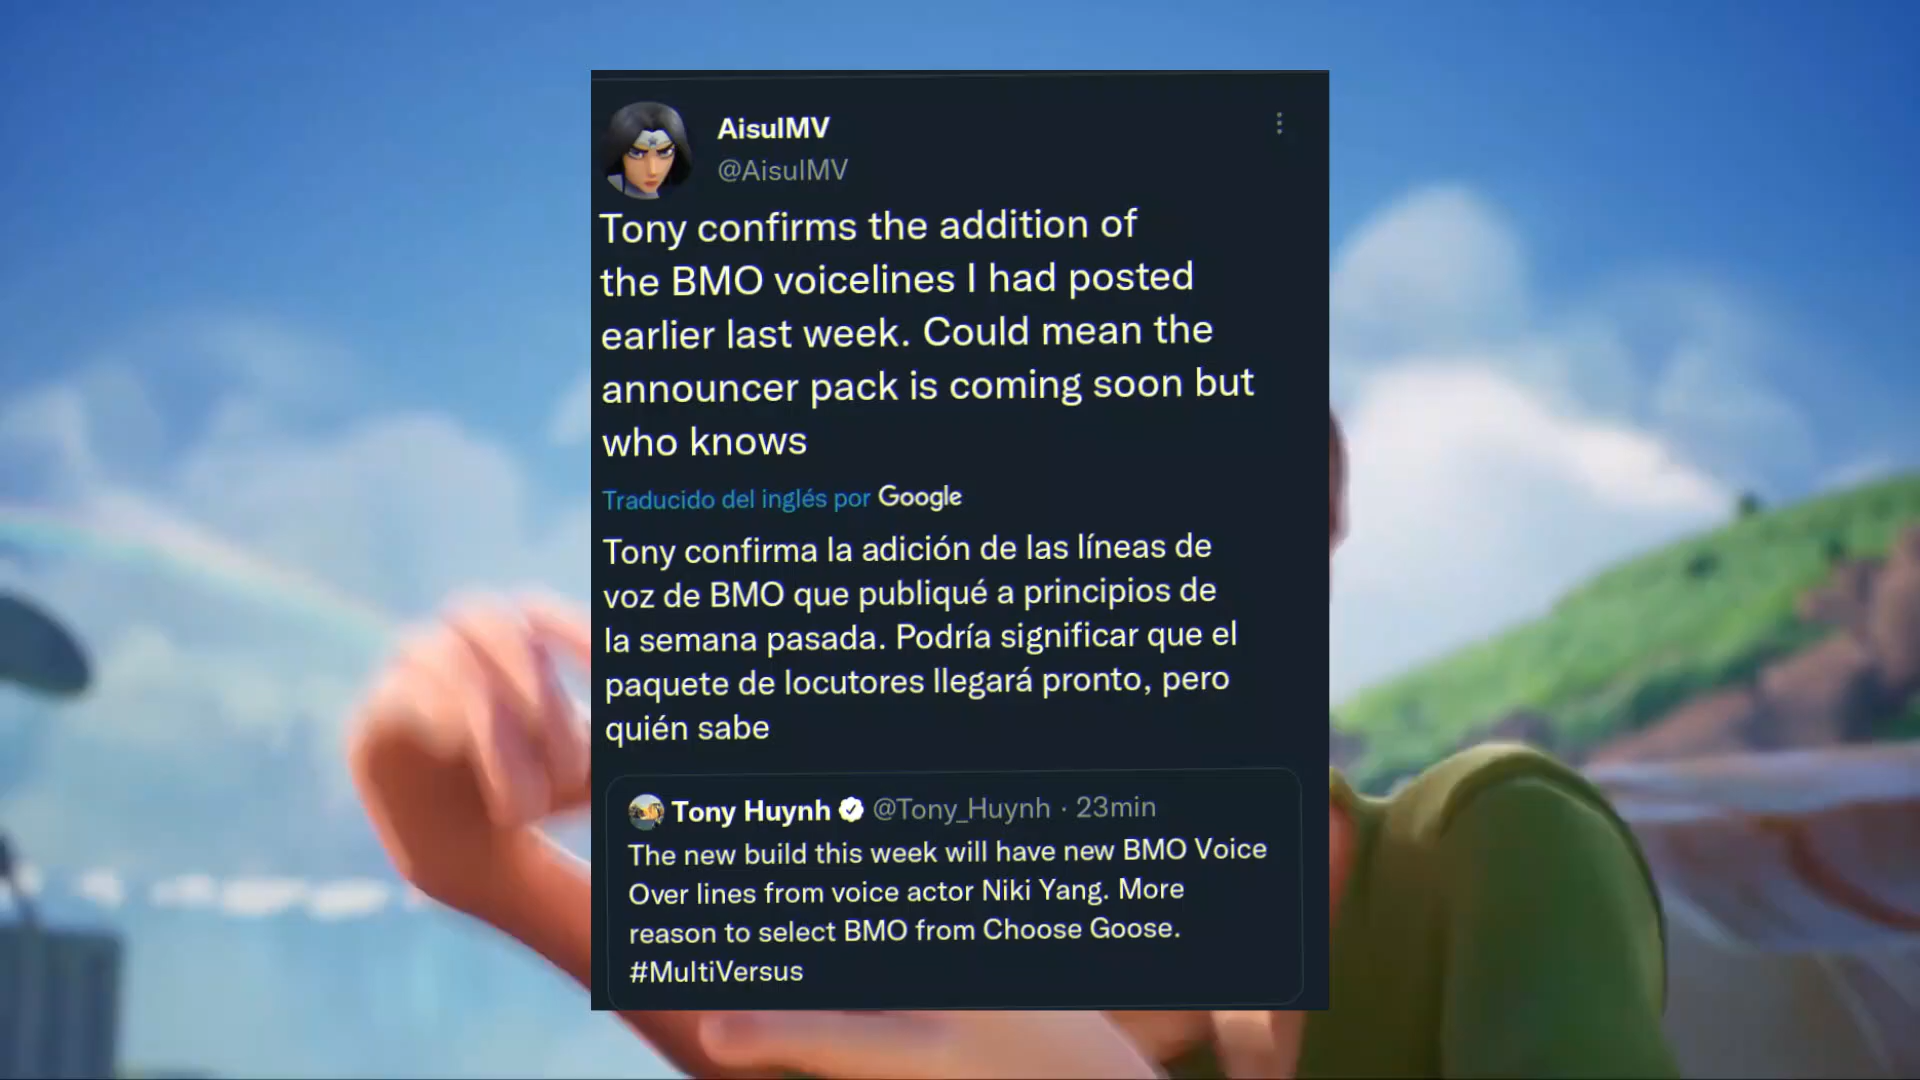 AisulMV
@AisulMV
Tony confirms the addition of
the BMO voicelines I had posted
earlier last week. Could mean the
announcer pack is coming soon but
who knows
Traducido del inglés por Google
Tony confirma la adición de las líneas de
voz de BMO que publiqué a principios de
la semana pasada. Podría significar que el
paquete de locutores llegará pronto, pero
quién sabe
Tony Huynh @Tony_Huynh · 23min
The new build this week will have new BMO Voice
Over lines from voice actor Niki Yang. More
reason to select BMO from Choose Goose.
#MultiVersus